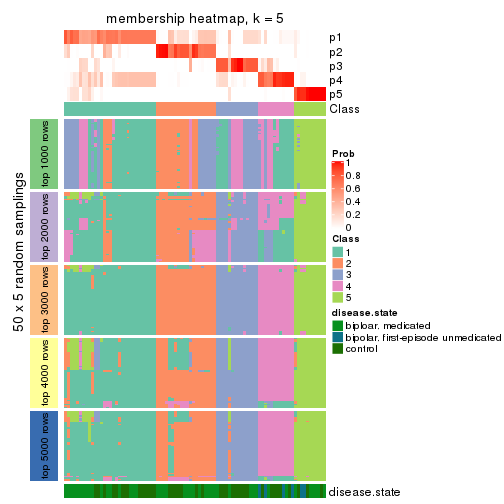 membership heatmap, k = 5
p1
p2
p3
p4
p5
Class
50 x 5 random samplings
top 1000 rows
top 2000 rows
top 3000 rows
top 4000 rows
top 5000 rows
Prob
1
0.8
0.6
0.4
0.2
0
Class
1
2
3
4
5
disease.state
bipolar. medicated
bipolar. first-episode unmedicated
control
disease.state